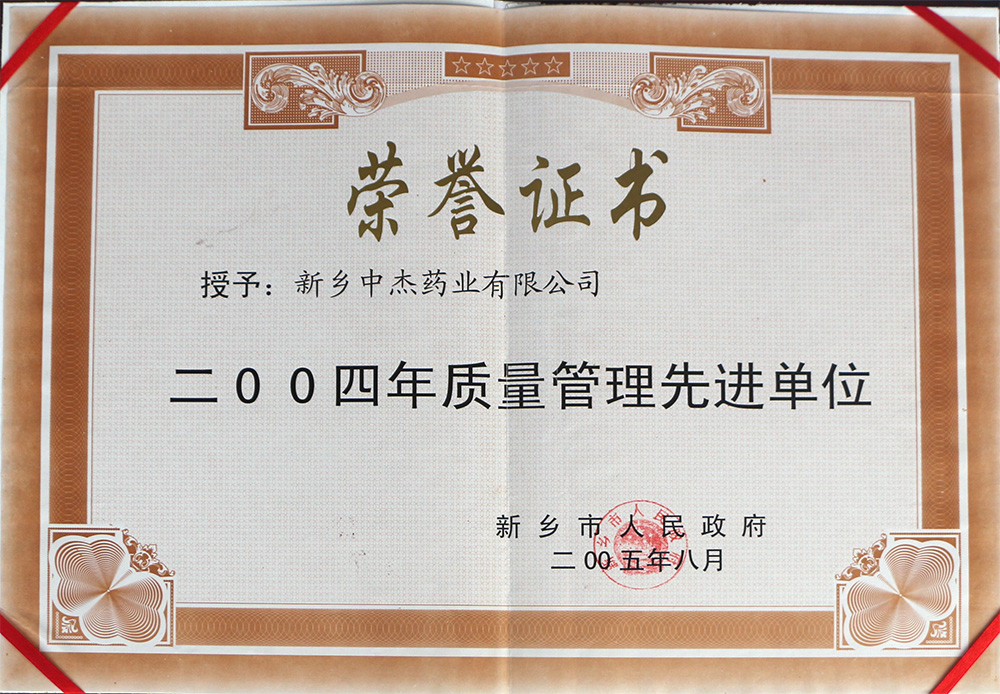 荣誉证书
授予：新乡中杰药业有限公司
二00四年质量管理先进单位
新乡市人民政府
二00五年八月